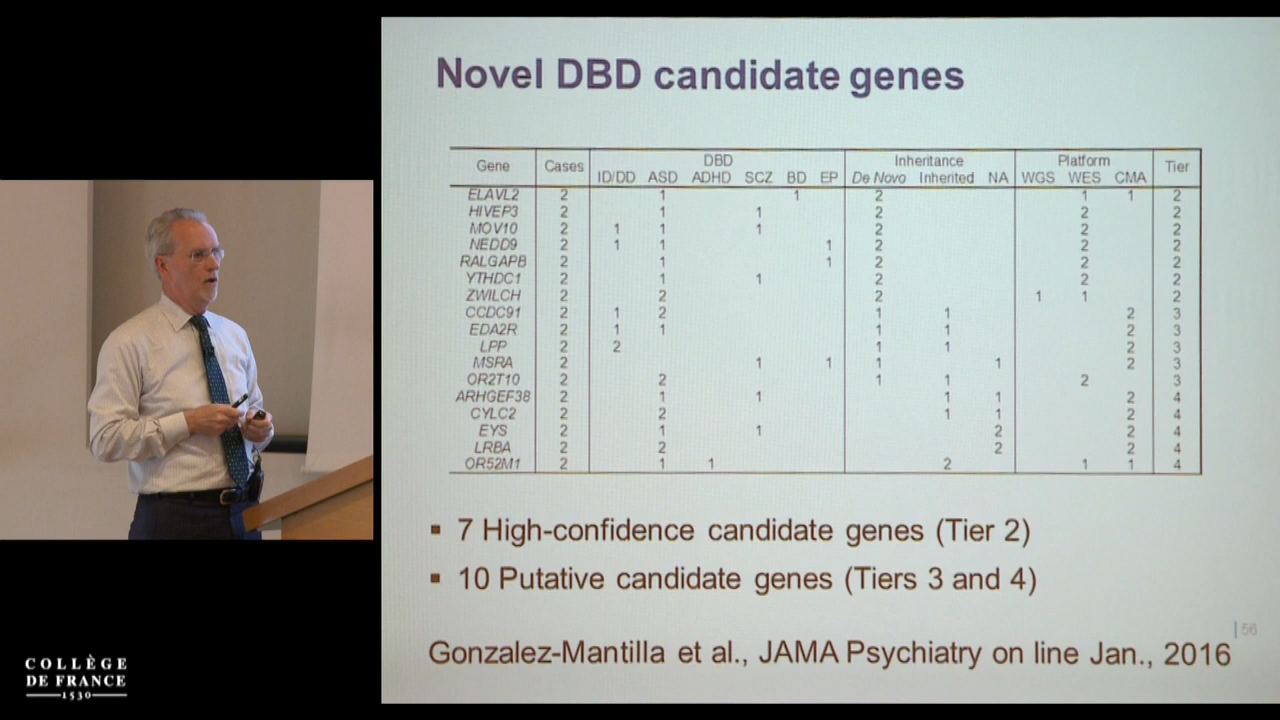 Novel DBD candidate genes
Gene Cases DBD Inheritance Platform Tier
ID/DD ASD ADHD SCZ BD EP De Novo Inherited NA WGS WES CMA
ELAVL2 2 1 1 2 1 1 2
HIVEP3 2 1 1 2 2 2
MOV10 2 1 1 1 2 2 2
NEDD9 2 1 1 1 2 2 2
RALGAPB 2 1 1 2 2 2
YTHDC1 2 1 1 2 2 2
ZWILCH 2 2 2 1 1 2
CCDC91 2 1 2 1 1 2 3
EDA2R 2 1 1 1 1 2 3
LPP 2 2 1 1 2 3
MSRA 2 1 1 1 1 2 3
OR2T10 2 2 1 1 2 3
ARHGEF38 2 1 1 1 1 2 4
CYLC2 2 2 1 1 2 4
EYS 2 1 1 2 2 4
LRBA 2 2 2 2 4
OR52M1 2 1 1 2 1 1 4
▪ 7 High-confidence candidate genes (Tier 2)
▪ 10 Putative candidate genes (Tiers 3 and 4)
56
Gonzalez-Mantilla et al., JAMA Psychiatry on line Jan., 2016
COLLÈGE
DE FRANCE
1530